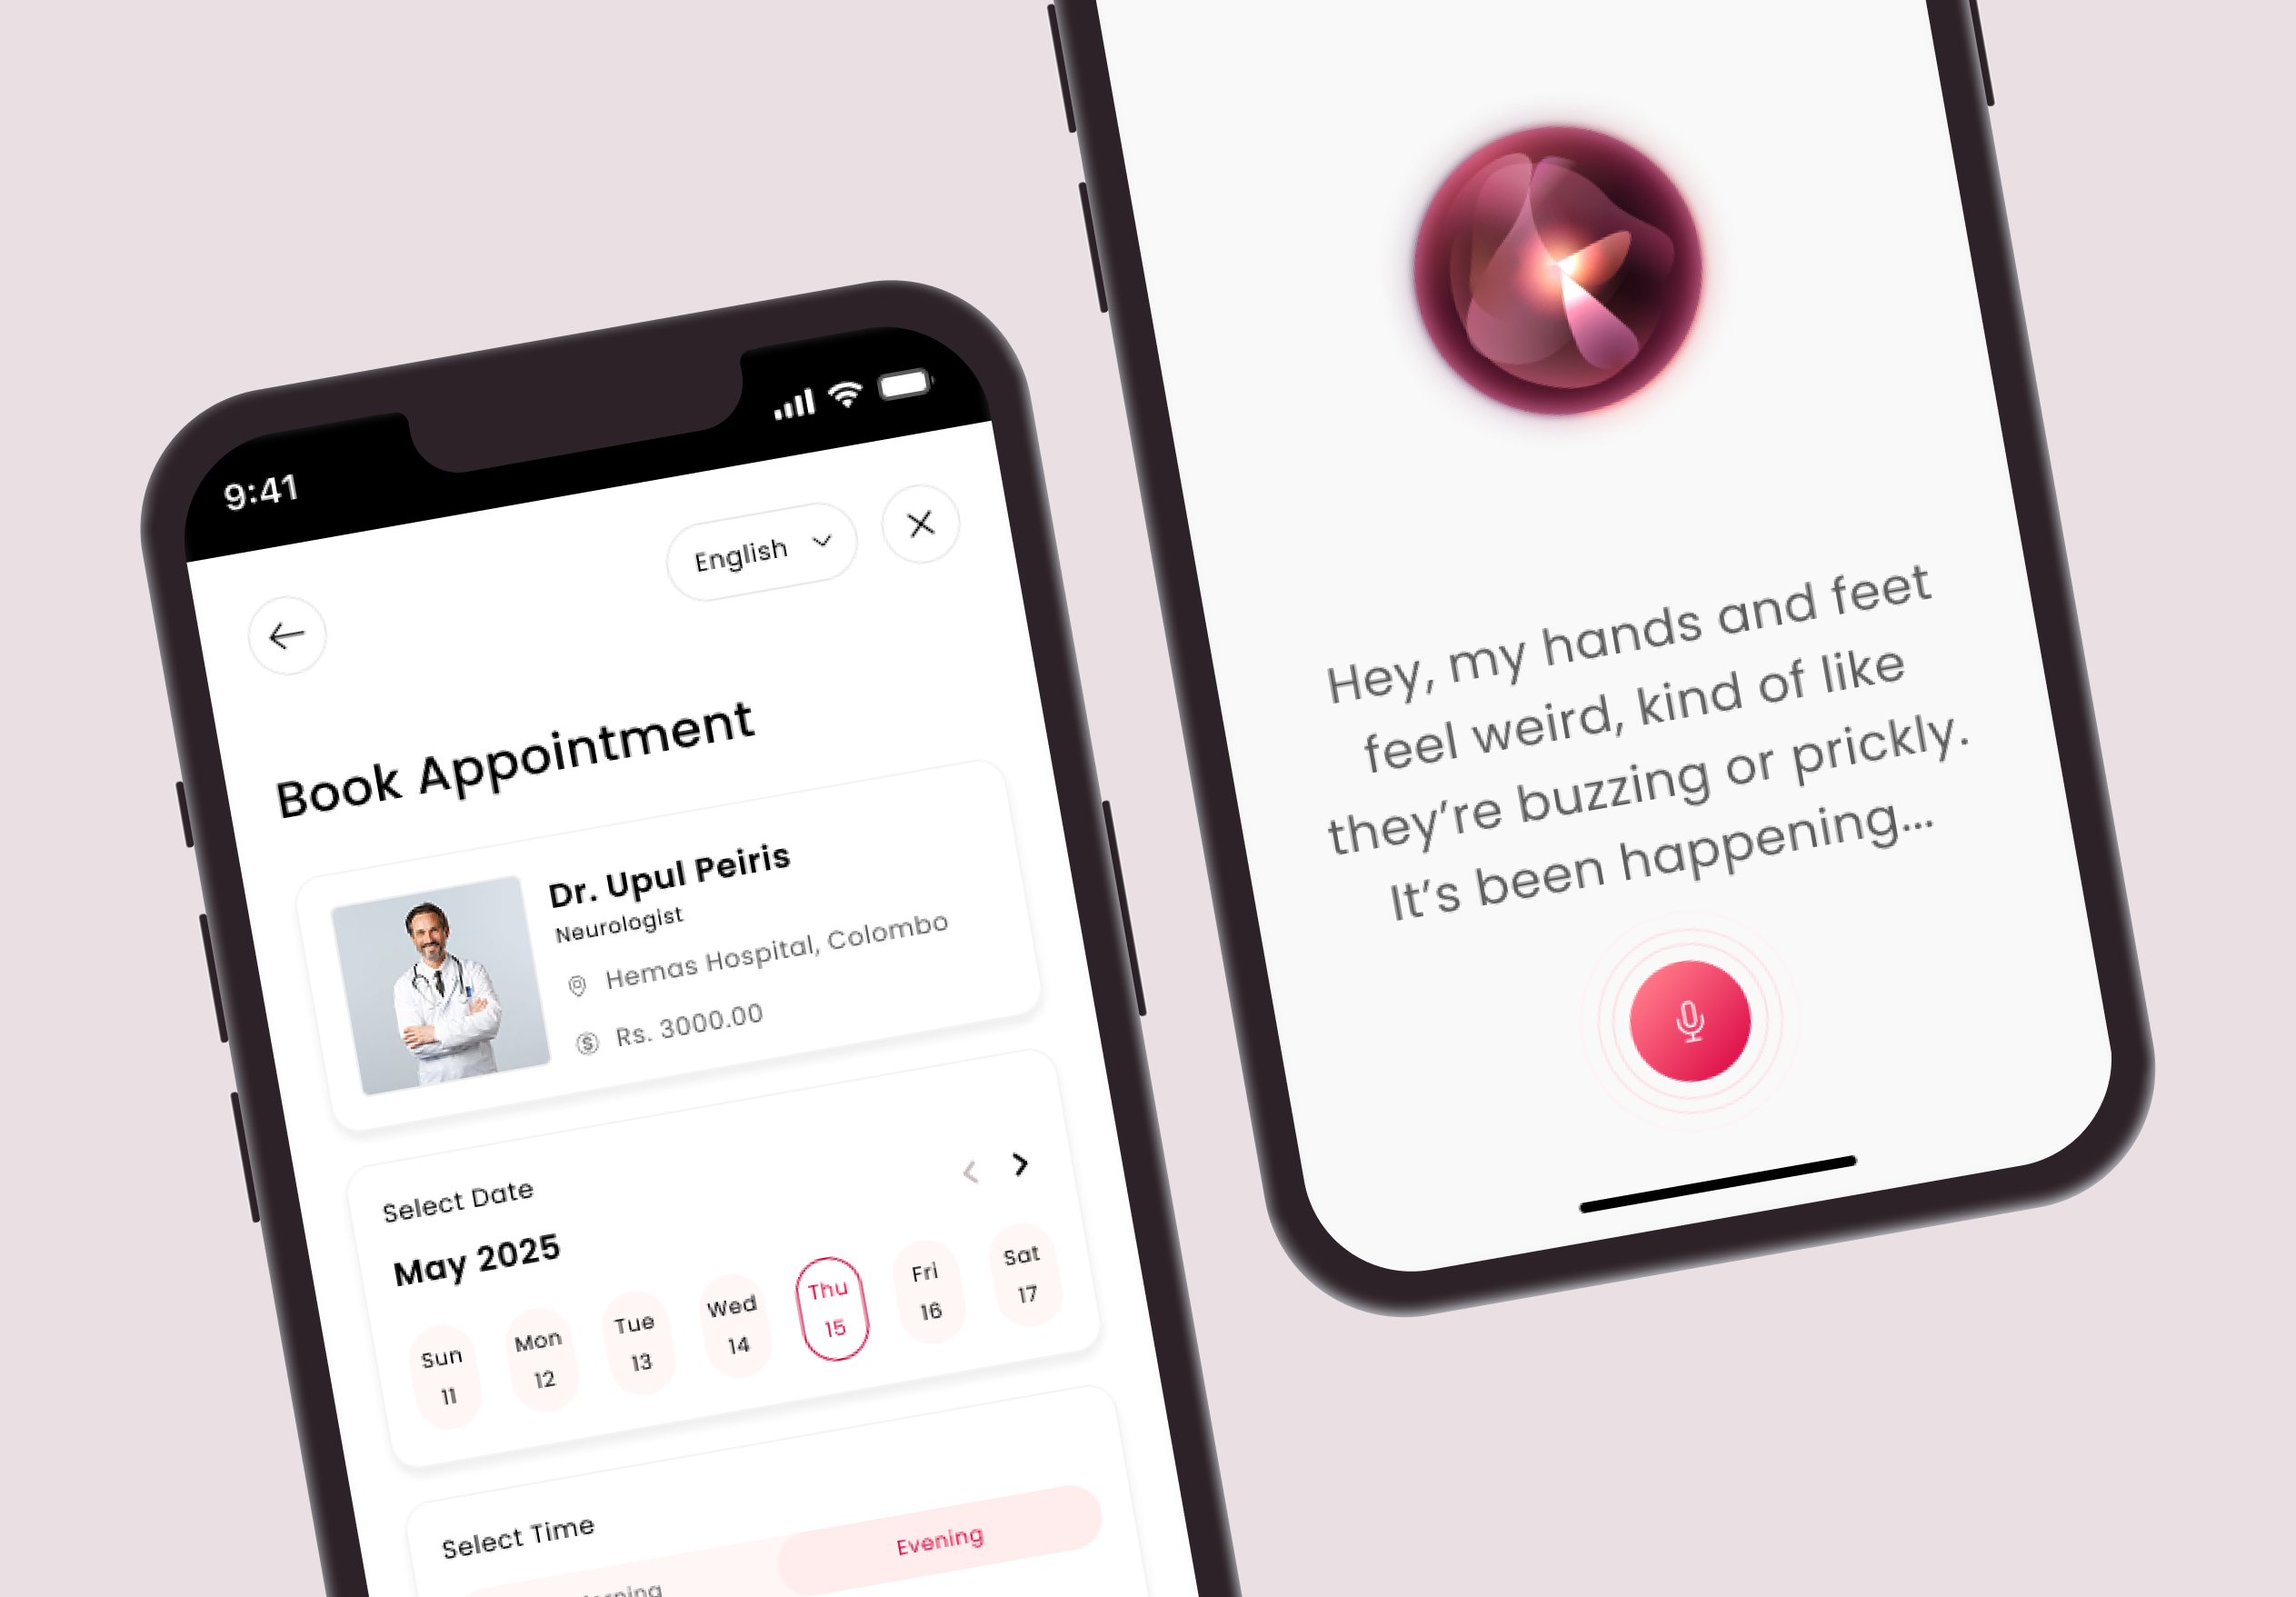 9:41
English
Book Appointment
Dr. Upul Peiris
Neurologist
Hemas Hospital, Colombo
Rs. 3000.00
Select Date
May 2025
Sun Mon Tue Wed Thu Fri Sat
11 12 13 14 15 16 17
Select Time
Evening
Hey, my hands and feet
feel weird, kind of like
they’re buzzing or prickly.
It’s been happening...